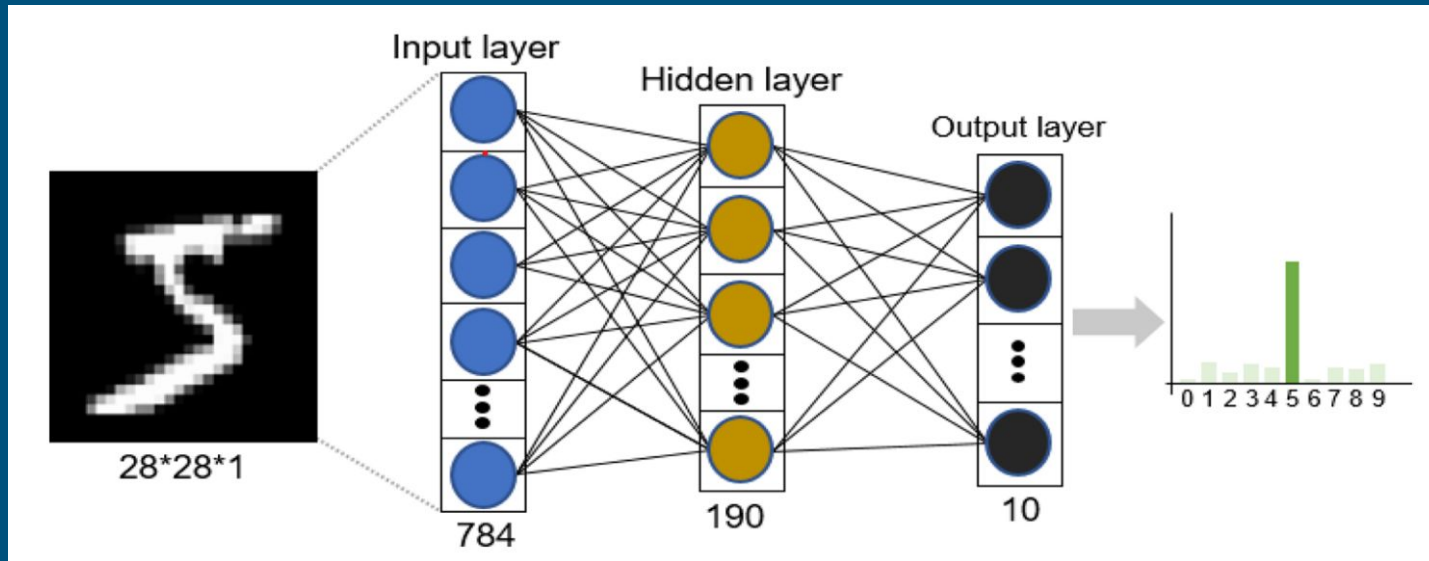 Input layer
Hidden layer
Output layer
28*28*1
784
190
10
0 1 2 3 4 5 6 7 8 9